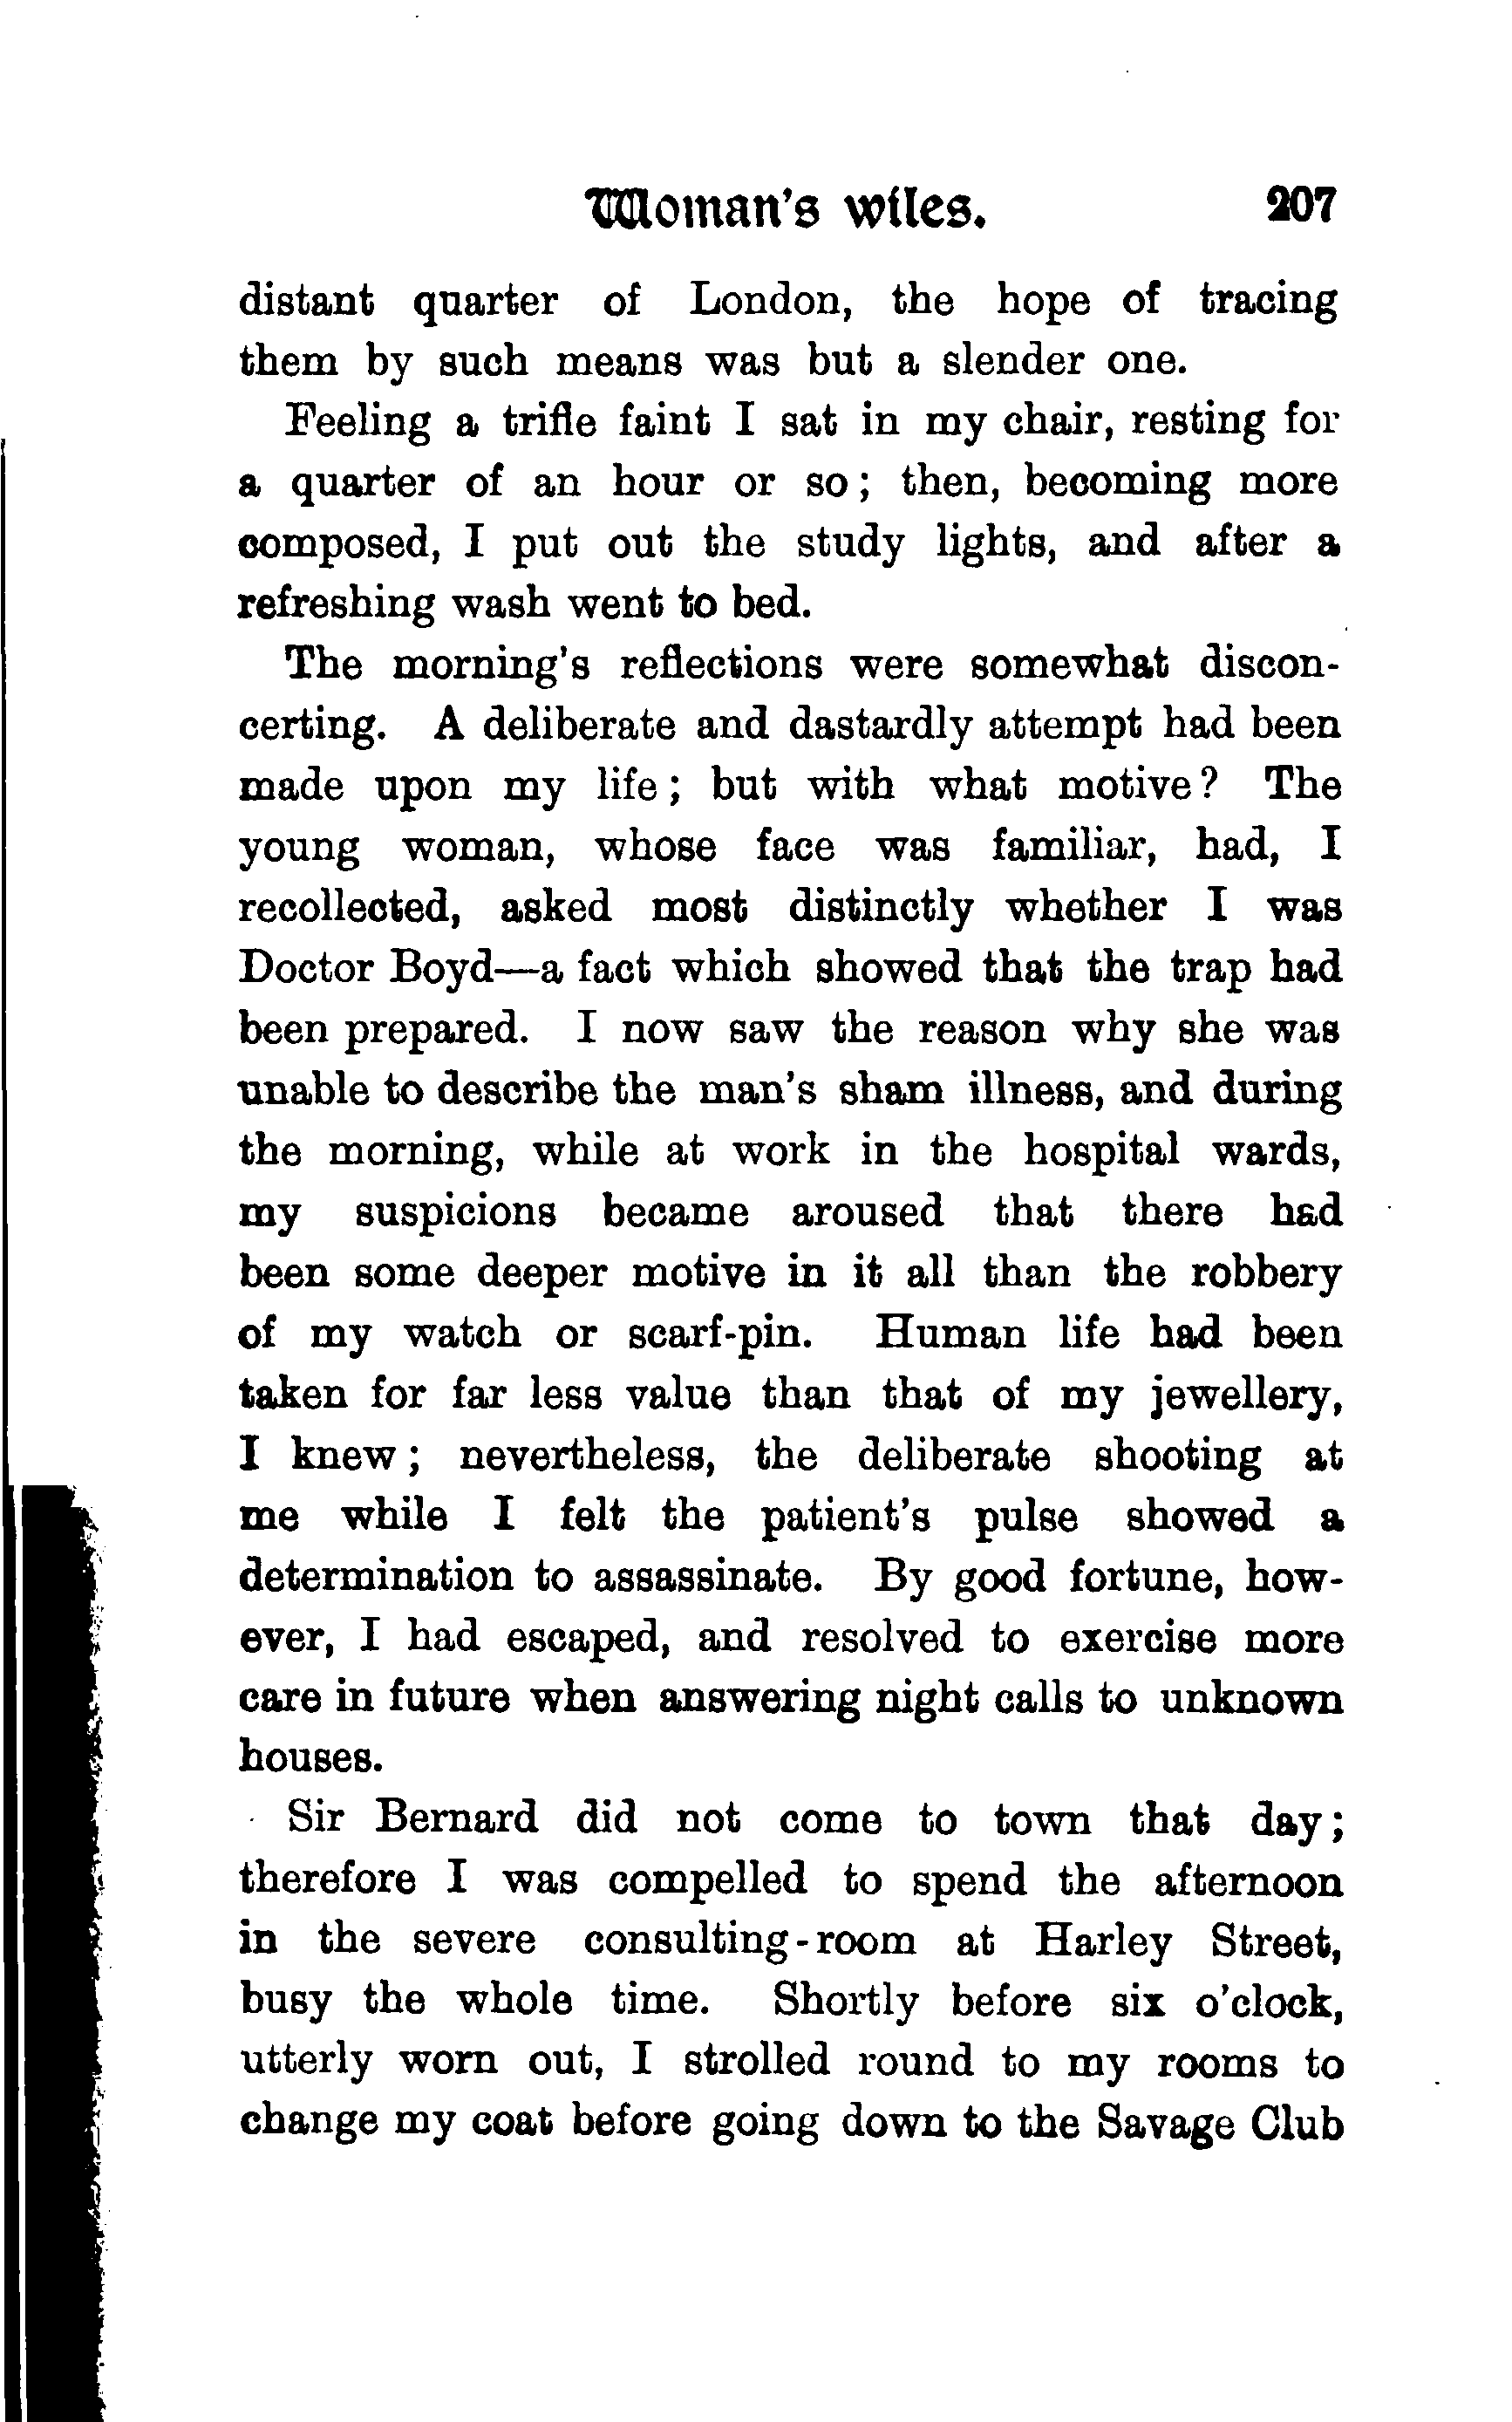 Woman's wiles. 207
distant quarter of London, the hope of tracing
them by such means was but a slender one.
Feeling a trifle faint I sat in my chair, resting for
a quarter of an hour or so; then, becoming more
composed, I put out the study lights, and after a
refreshing wash went to bed.
The morning's reflections were somewhat discon-
certing. A deliberate and dastardly attempt had been
made upon my life; but with what motive? The
young woman, whose face was familiar, had, I
recollected, asked most distinctly whether I was
Doctor Boyd—a fact which showed that the trap had
been prepared. I now saw the reason why she was
unable to describe the man's sham illness, and during
the morning, while at work in the hospital wards,
my suspicions became aroused that there had
been some deeper motive in it all than the robbery
of my watch or scarf-pin. Human life had been
taken for far less value than that of my jewellery,
I knew; nevertheless, the deliberate shooting at
me while I felt the patient's pulse showed a
determination to assassinate. By good fortune, how-
ever, I had escaped, and resolved to exercise more
care in future when answering night calls to unknown
houses.
Sir Bernard did not come to town that day;
therefore I was compelled to spend the afternoon
in the severe consulting-room at Harley Street,
busy the whole time. Shortly before six o'clock,
utterly worn out, I strolled round to my rooms to
change my coat before going down to the Savage Club